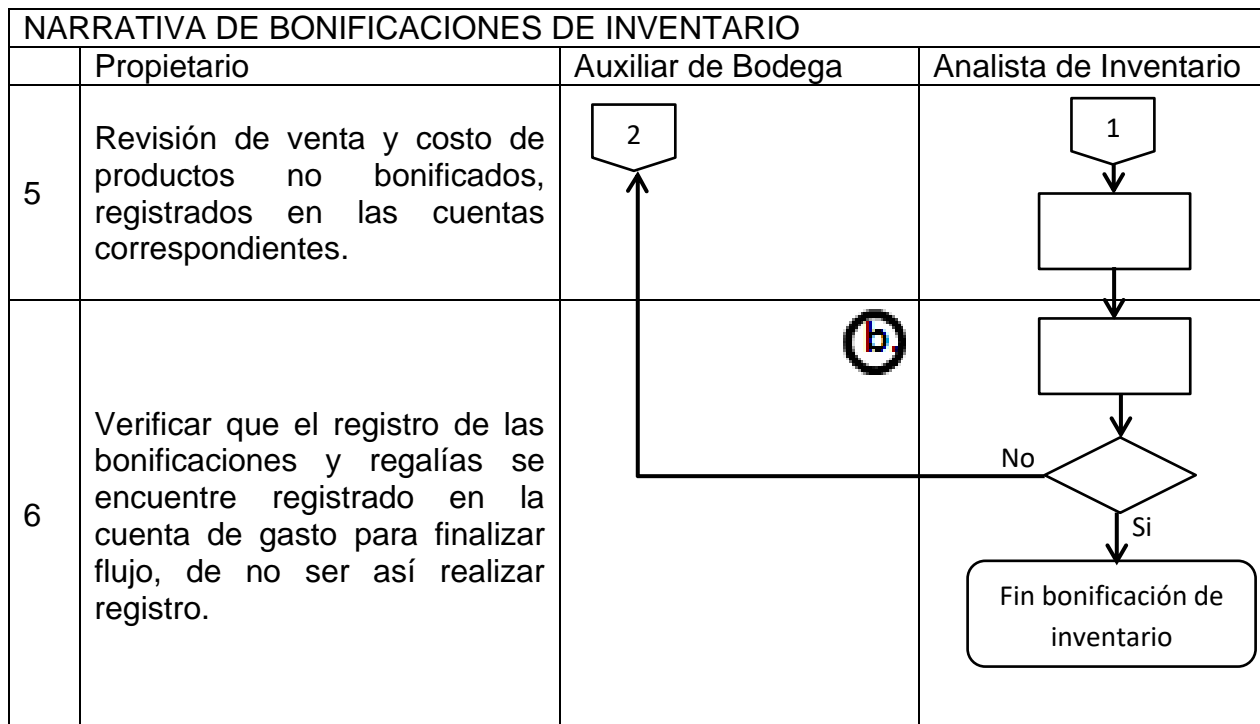 NARRATIVA DE BONIFICACIONES DE INVENTARIO
Propietario
Auxiliar de Bodega
Analista de Inventario
5
Revisión de venta y costo de
productos no bonificados,
registrados en las cuentas
correspondientes.
2
1
6
Verificar que el registro de las
bonificaciones y regalías se
encuentre registrado en la
cuenta de gasto para finalizar
flujo, de no ser así realizar
registro.
b.
No
Si
Fin bonificación de
inventario